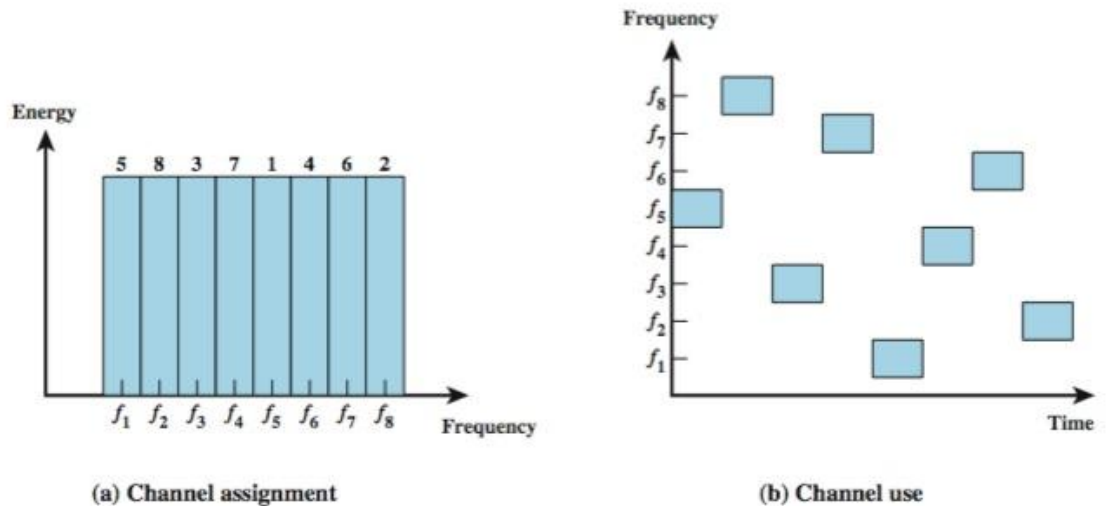 Energy
5 8 3 7 1 4 6 2
f1 f2 f3 f4 f5 f6 f7 f8
Frequency
(a) Channel assignment
Frequency
f8
f7
f6
f5
f4
f3
f2
f1
Time
(b) Channel use